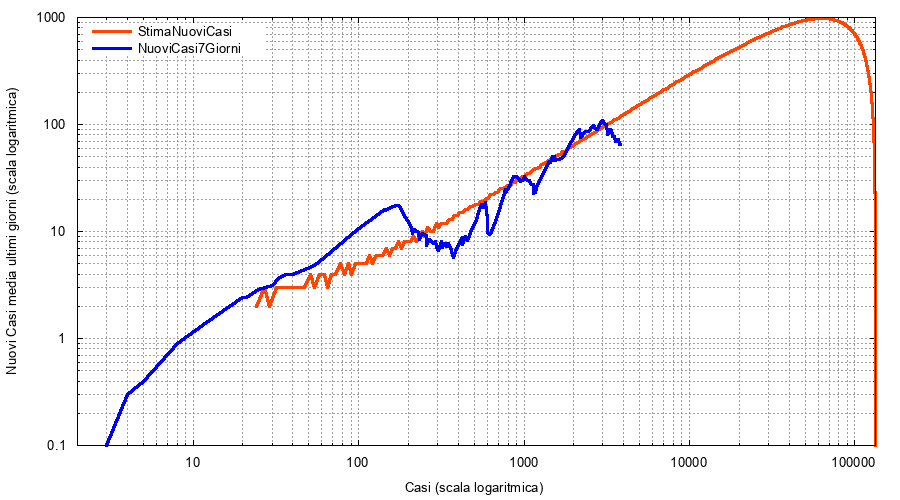 1000
100
10
1
0.1
StimaNuoviCasi
NuoviCasi7Giorni
Nuovi Casi media ultimi giorni (scala logaritmica)
10 100 1000 10000 100000
Casi (scala logaritmica)